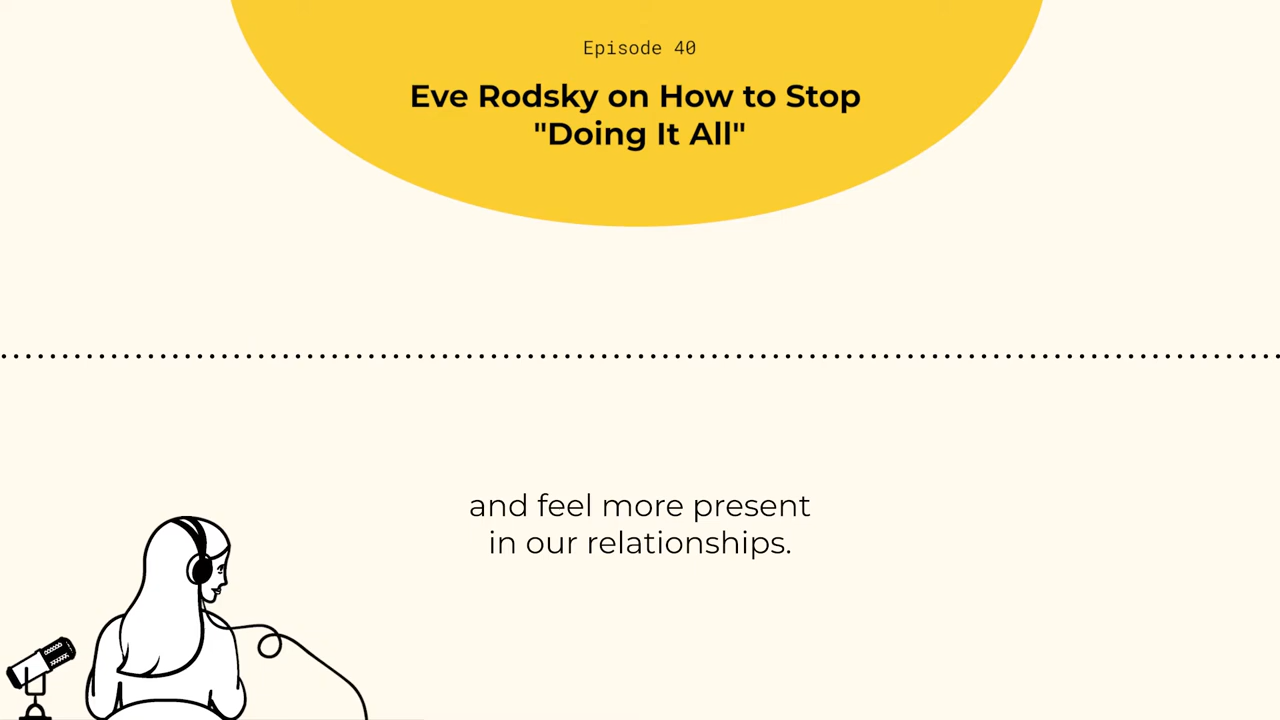 Episode 40
Eve Rodsky on How to Stop
"Doing It All"
and feel more present
in our relationships.